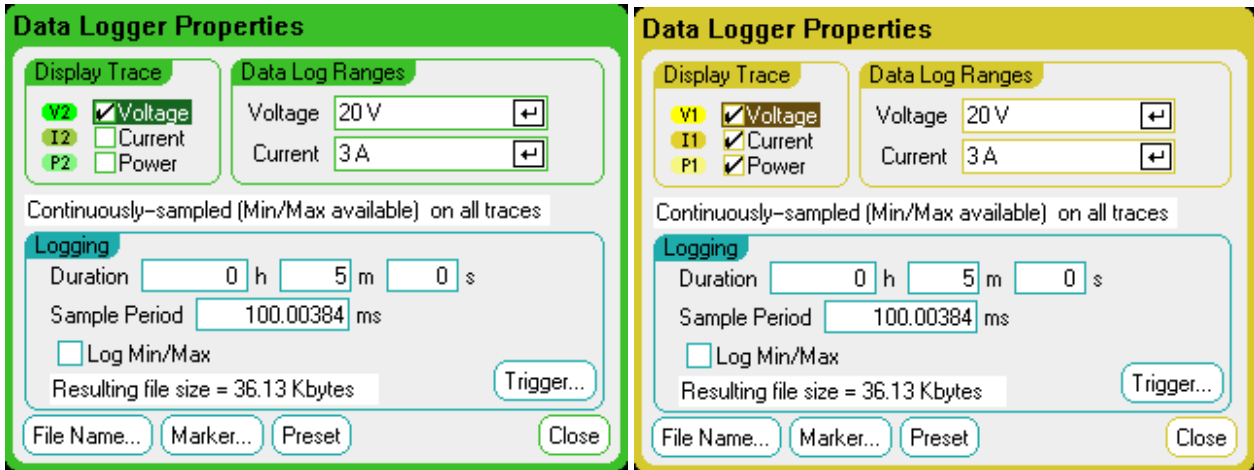 Data Logger Properties
Display Trace
Data Log Ranges
V2 Voltage
I2 Current
P2 Power
Voltage 20 V
Current 3 A
Continuously-sampled (Min/Max available) on all traces
Logging
Duration 0 h 5 m 0 s
Sample Period 100.00384 ms
Log Min/Max
Resulting file size = 36.13 Kbytes
Trigger...
File Name... Marker... Preset Close
Data Logger Properties
Display Trace
Data Log Ranges
V1 Voltage
I1 Current
P1 Power
Voltage 20 V
Current 3 A
Continuously-sampled (Min/Max available) on all traces
Logging
Duration 0 h 5 m 0 s
Sample Period 100.00384 ms
Log Min/Max
Resulting file size = 36.13 Kbytes
Trigger...
File Name... Marker... Preset Close